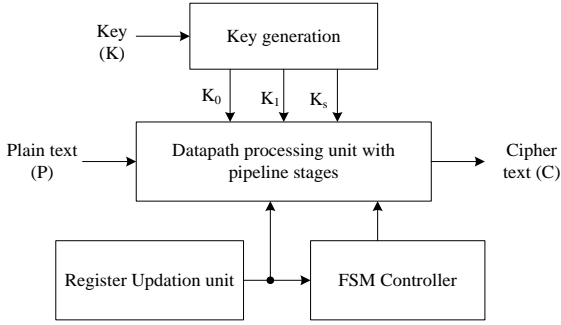 Key
(K)
Key generation
K0
K1
Ks
Plain text
(P)
Datapath processing unit with
pipeline stages
Cipher
text (C)
Register Updation unit
FSM Controller